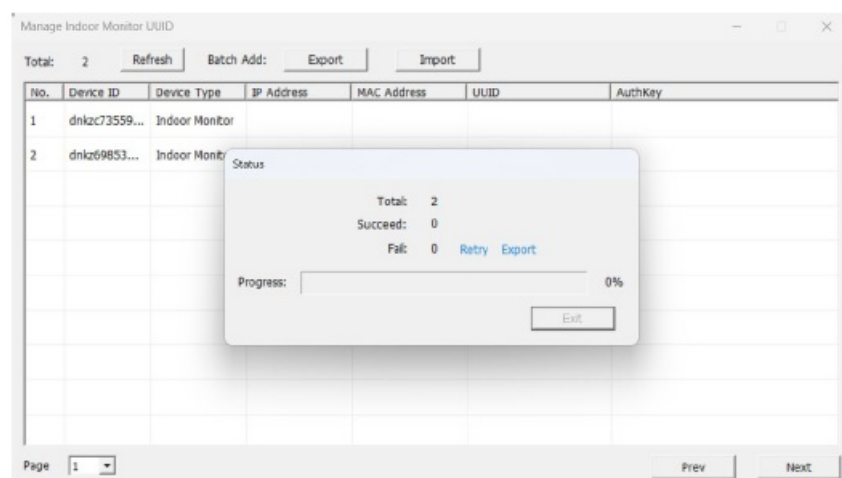 Manage Indoor Monitor UUID
Total: 2 Refresh Batch Add: Export Import
No. Device ID Device Type IP Address MAC Address UUID AuthKey
1 dnkzc73559... Indoor Monitor
2 dnkz69853... Indoor Monit
Status
Total: 2
Succeed: 0
Fail: 0 Retry Export
Progress: 0%
Exit
Page 1 Prev Next